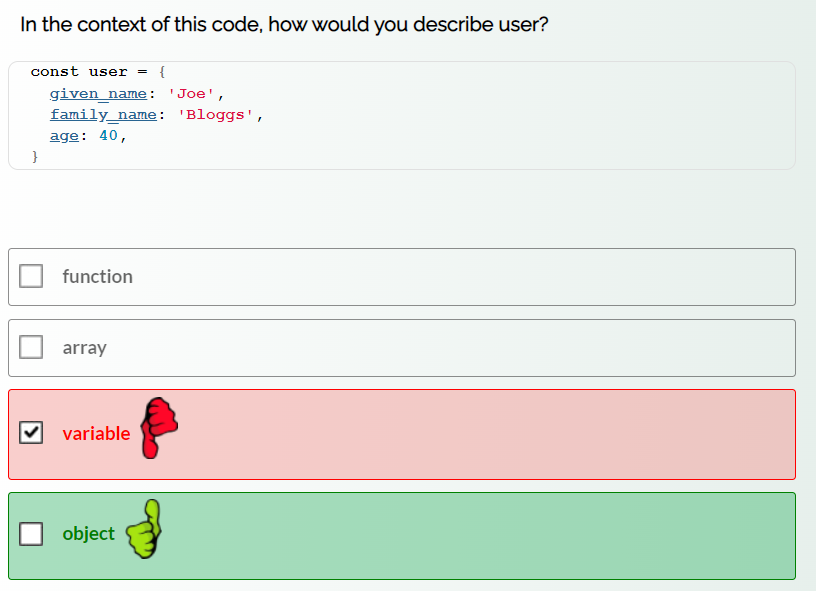 In the context of this code, how would you describe user?
const user = {
given_name: 'Joe',
family_name: 'Bloggs',
age: 40,
}
function
array
variable
object